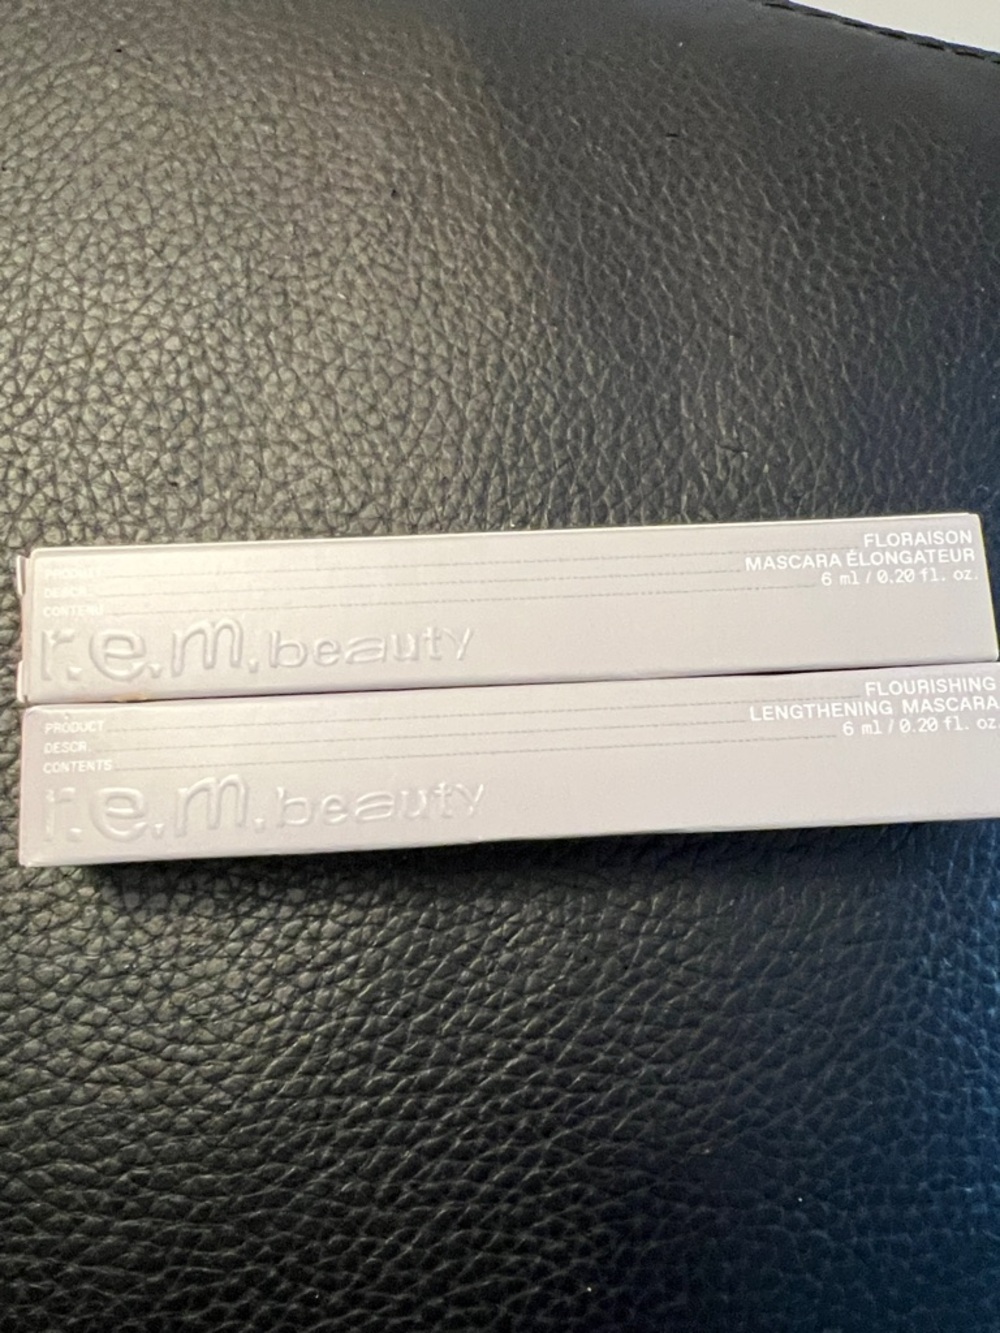 PRODUIT FLORAISON
DESCR. MASCARA ÉLONGATEUR
CONTENU 6 ml / 0.20 fl. oz.
r.e.m. beauty
PRODUCT FLOURISHING
DESCR. LENGTHENING MASCARA
CONTENTS 6 ml / 0.20 fl. oz.
r.e.m. beauty